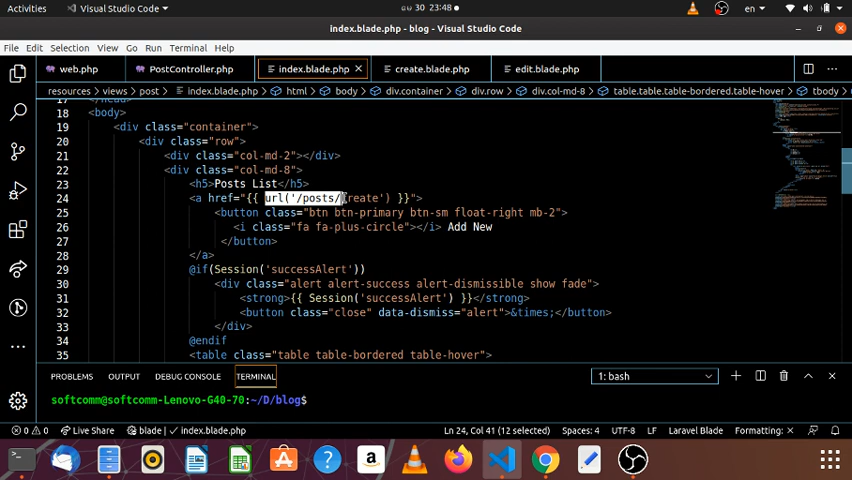 Activities Visual Studio Code ဇွန် 30 23:48 en
index.blade.php - blog - Visual Studio Code
File Edit Selection View Go Run Terminal Help
web.php PostController.php index.blade.php create.blade.php edit.blade.php
resources > views > post > index.blade.php > html > body > div.container > div.row > div.col-md-8 > table.table.table-bordered.table-hover > tbody
17 </head>
18 <body>
19 <div class="container">
20 <div class="row">
21 <div class="col-md-2"></div>
22 <div class="col-md-8">
23 <h5>Posts List</h5>
24 <a href="{{ url('/posts/create') }}">
25 <button class="btn btn-primary btn-sm float-right mb-2">
26 <i class="fa fa-plus-circle"></i> Add New
27 </button>
28 </a>
29 @if(Session('successAlert'))
30 <div class="alert alert-success alert-dismissible show fade">
31 <strong>{{ Session('successAlert') }}</strong>
32 <button class="close" data-dismiss="alert">&times;</button>
33 </div>
34 @endif
35 <table class="table table-bordered table-hover">
PROBLEMS OUTPUT DEBUG CONSOLE TERMINAL 1: bash
softcomm@softcomm-Lenovo-G40-70:~/D/blog$
0 0 Live Share blade | index.blade.php Ln 24, Col 41 (12 selected) Spaces: 4 UTF-8 LF Laravel Blade Formatting: